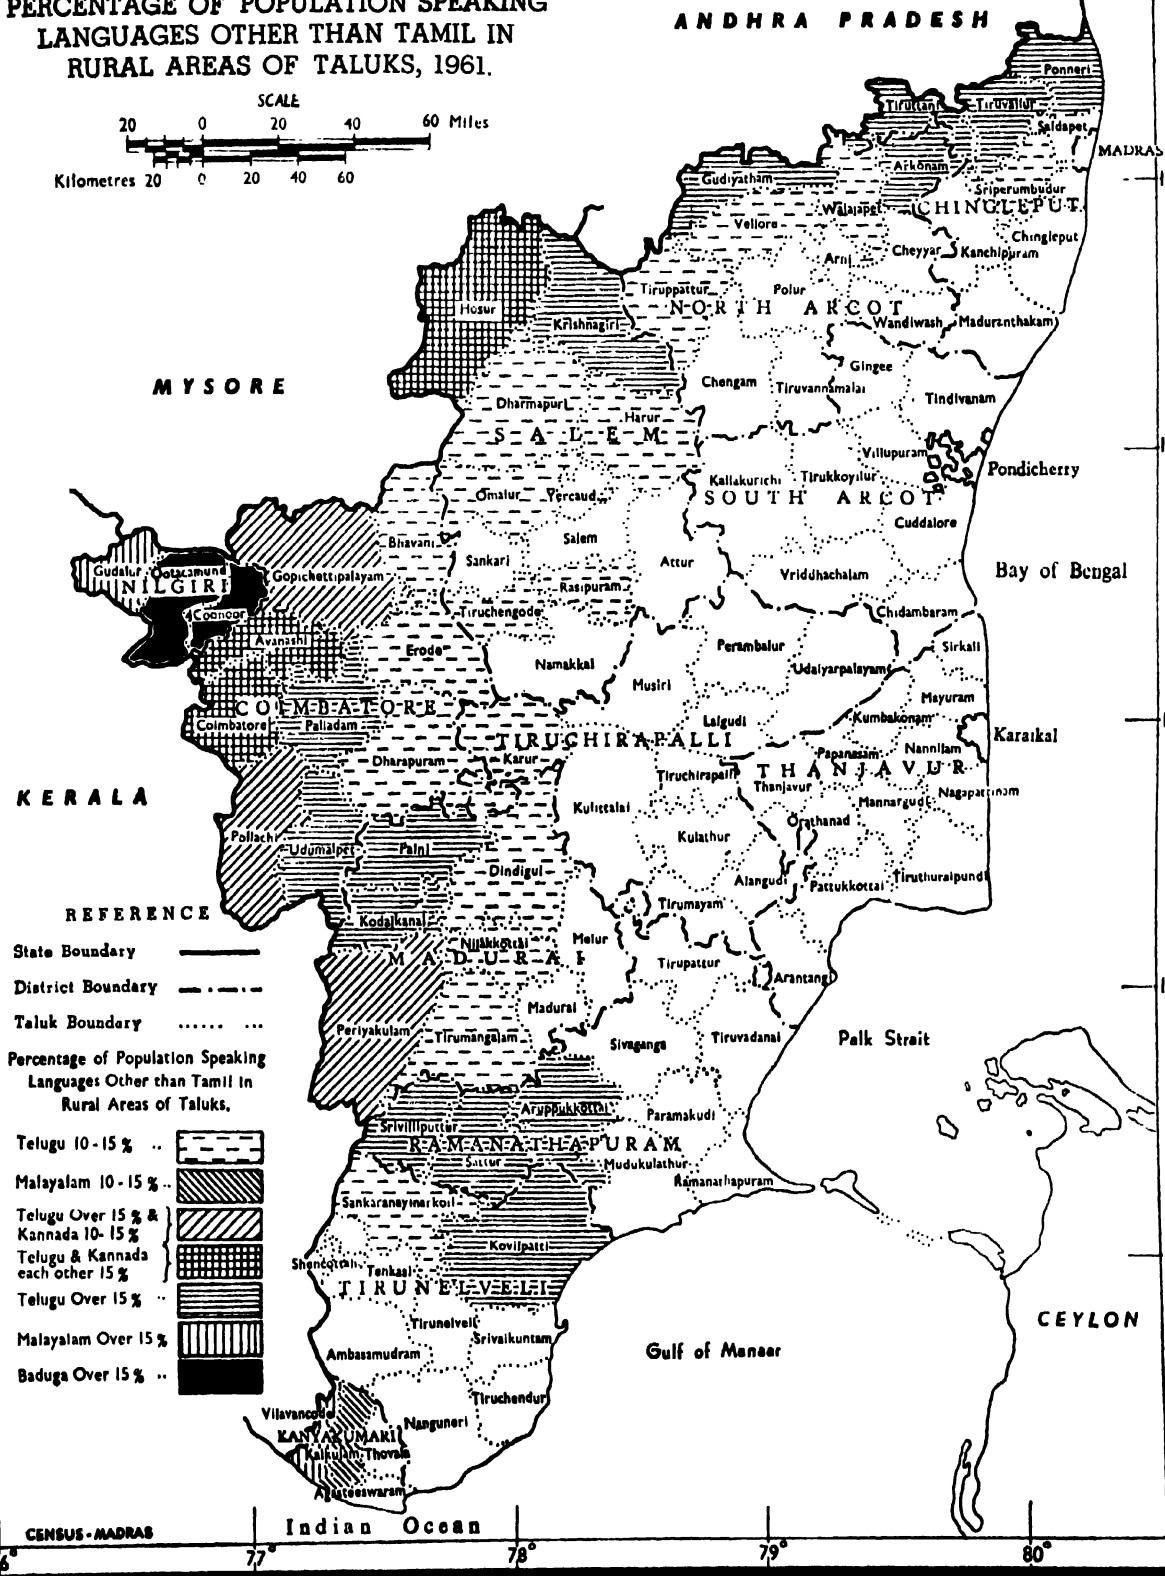 PERCENTAGE OF POPULATION SPEAKING
LANGUAGES OTHER THAN TAMIL IN
RURAL AREAS OF TALUKS, 1961.
SCALE
20 0 20 40 60 Miles
Kilometres 20 0 20 40 60
ANDHRA PRADESH
Ponneri
Tiruttani
Tiruvallur
Saidapet
MADRAS
Arkonam
Gudiyatham
Sriperumbudur
Walajapet
CHINGLEPUT
Vellore
Chingleput
Cheyyar
Kanchipuram
Arni
Tiruppattur
Polur
NORTH ARCOT
Hosur
Krishnagiri
Wandiwash
Maduranthakam
Gingee
MYSORE
Chengam
Tiruvannamalai
Tindivanam
Dharmapuri
Harur
SALEM
Villupuram
Pondicherry
Kallakurichi
Tirukkoyilur
Omalur
Yercaud
SOUTH ARCOT
Cuddalore
Bhavani
Salem
Sankari
Attur
Gudalur
Ootacamund
NILGIRI
Gopichettipalayam
Vriddhachalam
Bay of Bengal
Rasipuram
Coonoor
Tiruchengode
Chidambaram
Avanashi
Erode
Perambalur
Sirkali
Namakkal
Udaiyarpalayam
Musiri
Mayuram
COIMBATORE
Coimbatore
Palladam
Lalgudi
Kumbakonam
Karaikal
TIRUCHIRAPALLI
Papanasam
Nannilam
Dharapuram
Karur
Tiruchirapalli
THANJAVUR
Thanjavur
Nagapattinam
KERALA
Kulittalai
Mannargudi
Orathanad
Pollachi
Udumalpet
Palni
Kulathur
Dindigul
Alangudi
Pattukkottai
Tiruthuraipundi
Tirumayam
Kodaikanal
Nilakkottai
Melur
MADURAI
Tirupattur
Arantangi
Madurai
Periyakulam
Tirumangalam
Sivaganga
Tiruvadanai
Palk Strait
REFERENCE
State Boundary
District Boundary
Taluk Boundary
Percentage of Population Speaking
Languages Other than Tamil in
Rural Areas of Taluks.
Telugu 10-15 %
Malayalam 10-15 %
Telugu Over 15 % &
Kannada 10-15 %
Telugu & Kannada
each other 15 %
Telugu Over 15 %
Malayalam Over 15 %
Baduga Over 15 %
Aruppukkottai
Paramakudi
Srivilliputtur
RAMANATHAPURAM
Sattur
Mudukulathur
Ramanathapuram
Sankaranaynarkoil
Kovilpatti
Shencottah
Tenkasi
TIRUNELVELI
CEYLON
Tirunelveli
Srivaikuntam
Ambasamudram
Gulf of Manaar
Tiruchendur
Vilavancode
Nanguneri
KANYAKUMARI
Kalkulam
Thovala
Agasteeswaram
Indian Ocean
CENSUS-MADRAS
6° 77° 78° 79° 80°